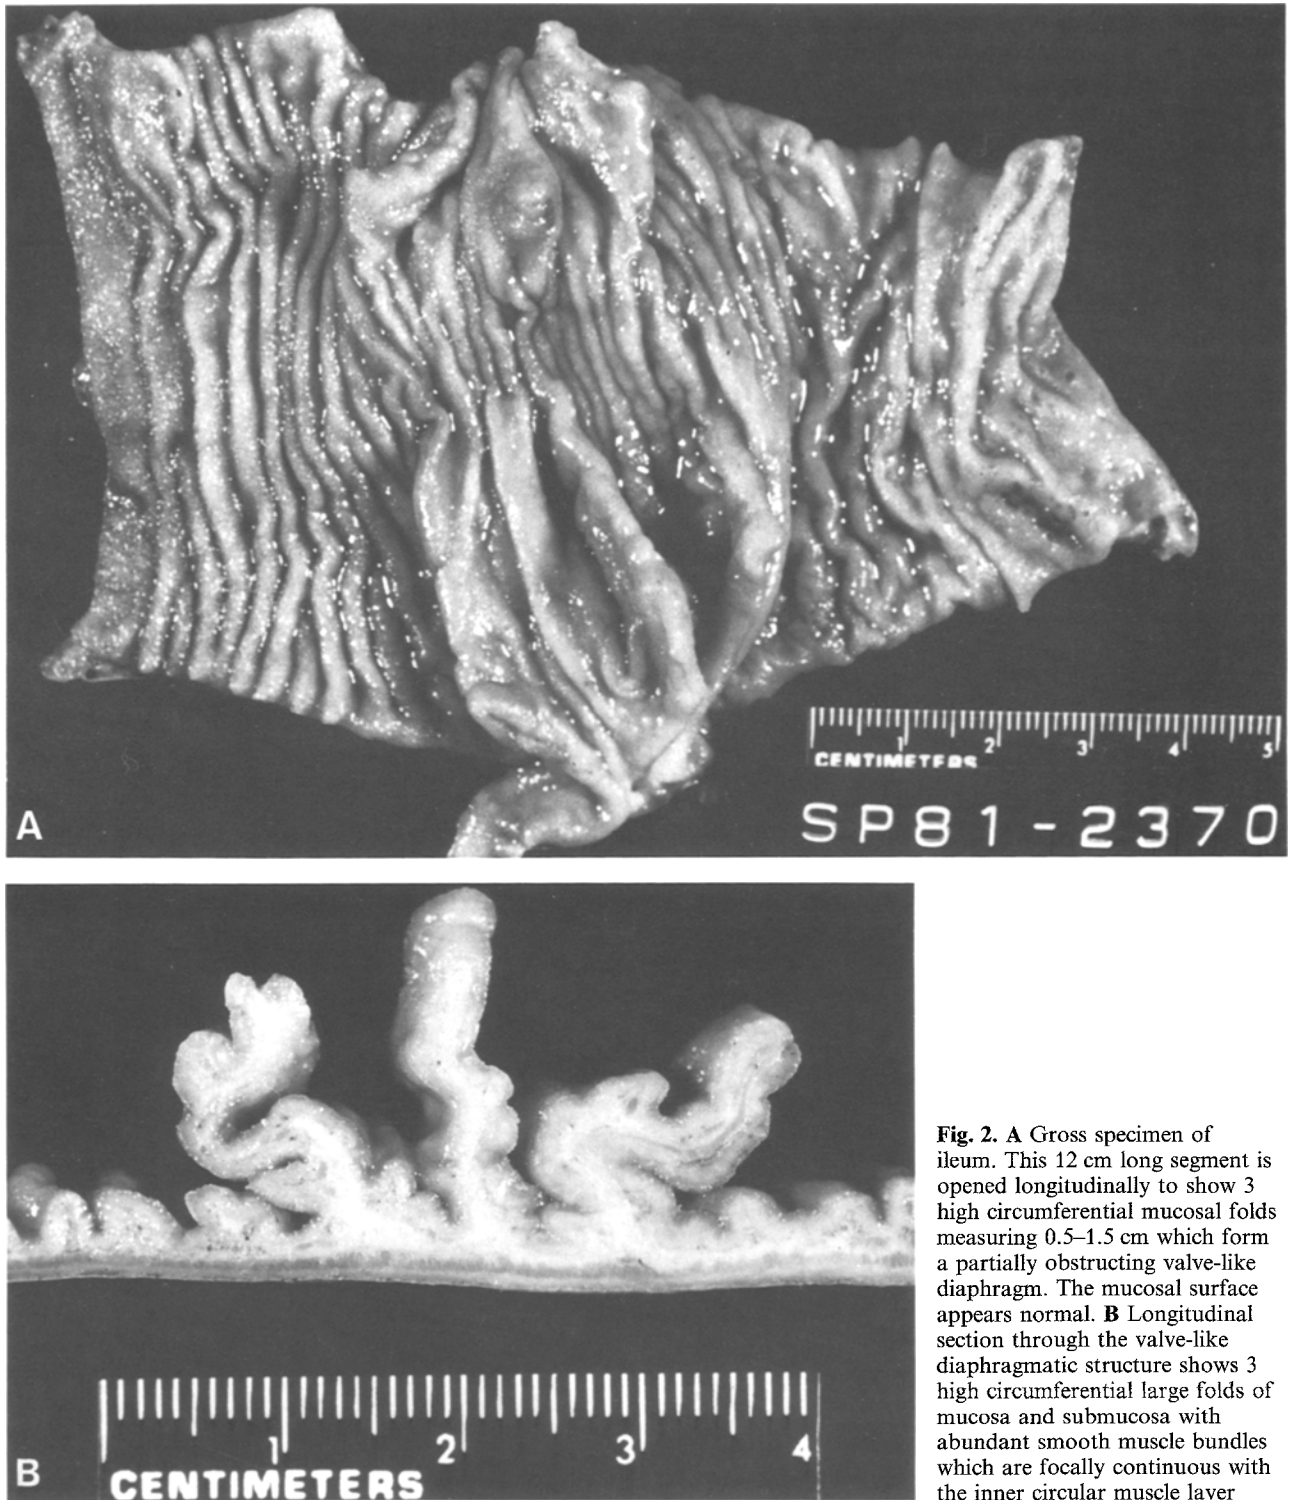 1 2 3 4 5
CENTIMETERS
SP81-2370
A
1 2 3 4
CENTIMETERS
B
Fig. 2. A Gross specimen of
ileum. This 12 cm long segment is
opened longitudinally to show 3
high circumferential mucosal folds
measuring 0.5–1.5 cm which form
a partially obstructing valve-like
diaphragm. The mucosal surface
appears normal. B Longitudinal
section through the valve-like
diaphragmatic structure shows 3
high circumferential large folds of
mucosa and submucosa with
abundant smooth muscle bundles
which are focally continuous with
the inner circular muscle layer